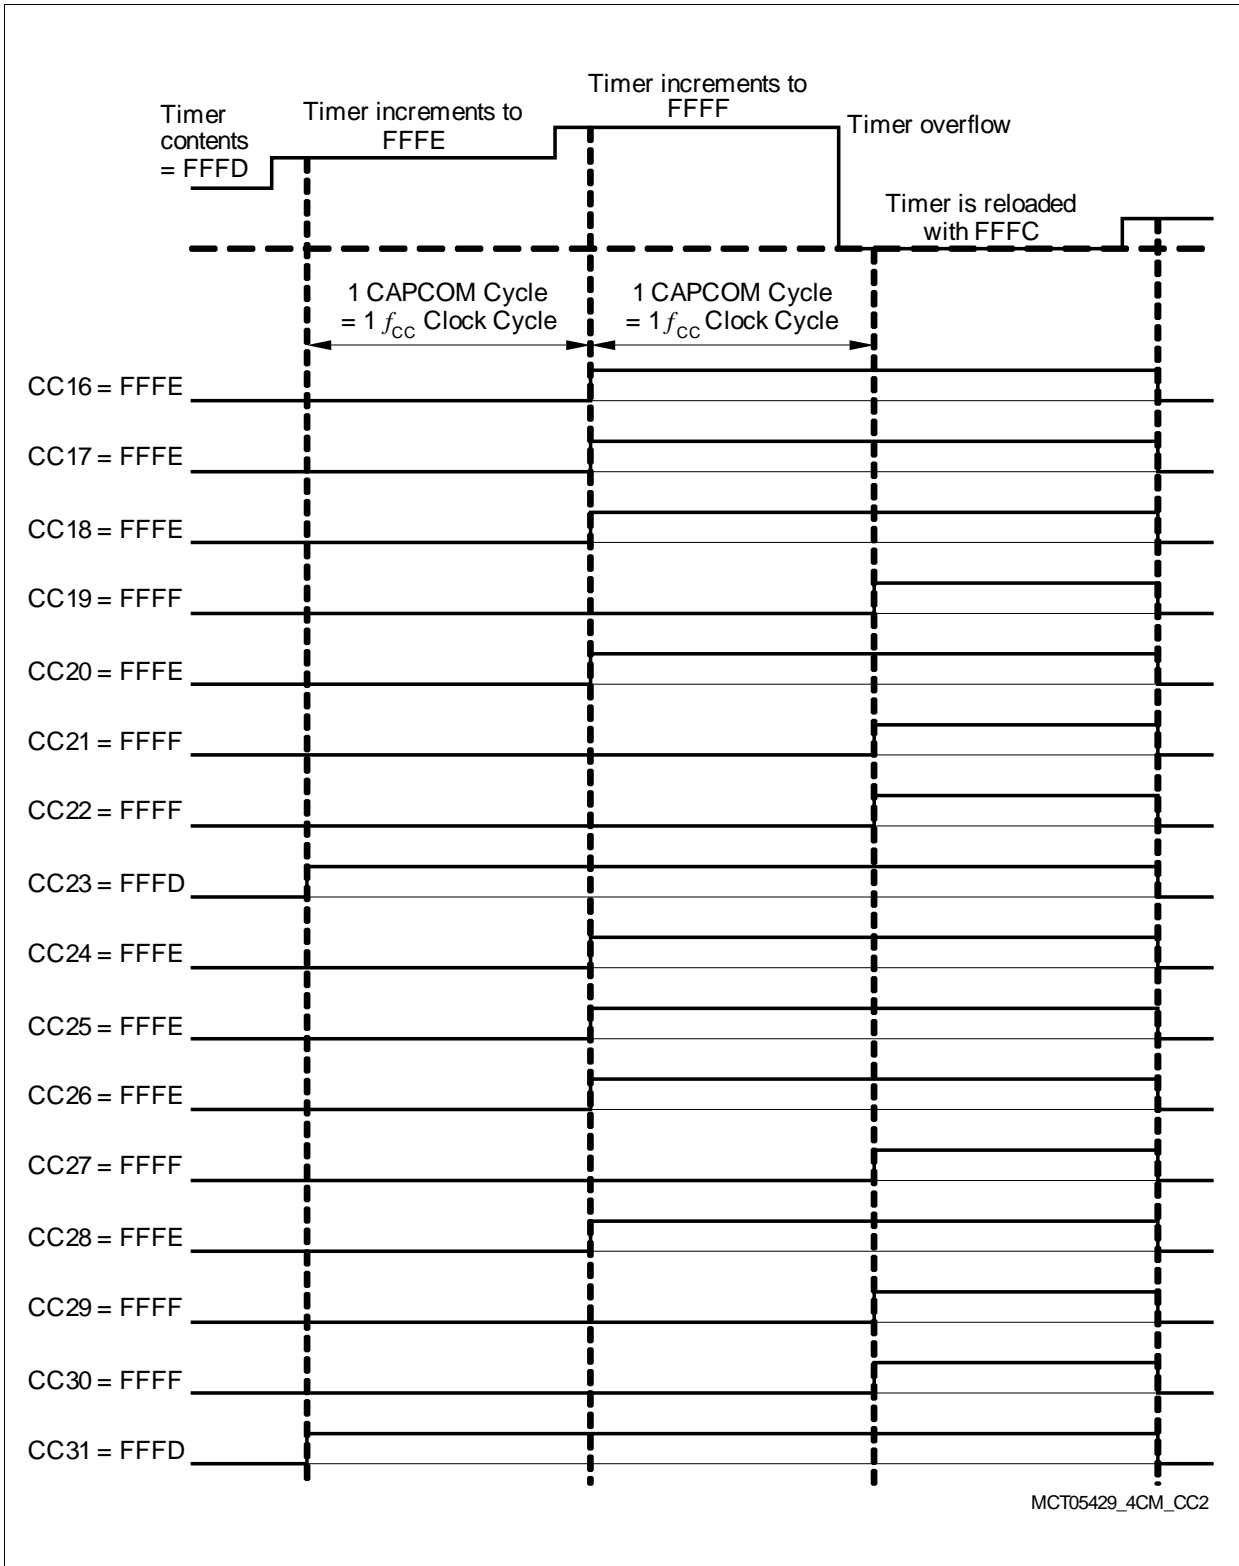 Timer increments to
FFFF
Timer
contents
= FFFD
Timer increments to
FFFE
Timer overflow
Timer is reloaded
with FFFC
1 CAPCOM Cycle
= 1 fCC Clock Cycle
1 CAPCOM Cycle
= 1 fCC Clock Cycle
CC16 = FFFE
CC17 = FFFE
CC18 = FFFE
CC19 = FFFF
CC20 = FFFE
CC21 = FFFF
CC22 = FFFF
CC23 = FFFD
CC24 = FFFE
CC25 = FFFE
CC26 = FFFE
CC27 = FFFF
CC28 = FFFE
CC29 = FFFF
CC30 = FFFF
CC31 = FFFD
MCT05429_4CM_CC2